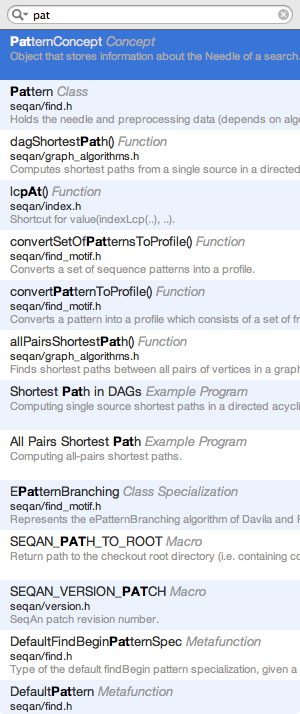 pat
PatternConcept Concept
Object that stores information about the Needle of a search.
Pattern Class
seqan/find.h
Holds the needle and preprocessing data (depends on algo
dagShortestPath() Function
seqan/graph_algorithms.h
Computes shortest paths from a single source in a directed
lcpAt() Function
seqan/index.h
Shortcut for value(indexLcp(..), ..).
convertSetOfPatternsToProfile() Function
seqan/find_motif.h
Converts a set of sequence patterns into a profile.
convertPatternToProfile() Function
seqan/find_motif.h
Converts a pattern into a profile which consists of a set of fr
allPairsShortestPath() Function
seqan/graph_algorithms.h
Finds shortest paths between all pairs of vertices in a graph
Shortest Path in DAGs Example Program
Computing single source shortest paths in a directed acycli
All Pairs Shortest Path Example Program
Computing all-pairs shortest paths.
EPatternBranching Class Specialization
seqan/find_motif.h
Represents the ePatternBranching algorithm of Davila and F
SEQAN_PATH_TO_ROOT Macro
Return path to the checkout root directory (i.e. containing co
SEQAN_VERSION_PATCH Macro
seqan/version.h
SeqAn patch revision number.
DefaultFindBeginPatternSpec Metafunction
seqan/find.h
Type of the default findBegin pattern specialization, given a
DefaultPattern Metafunction
seqan/find.h